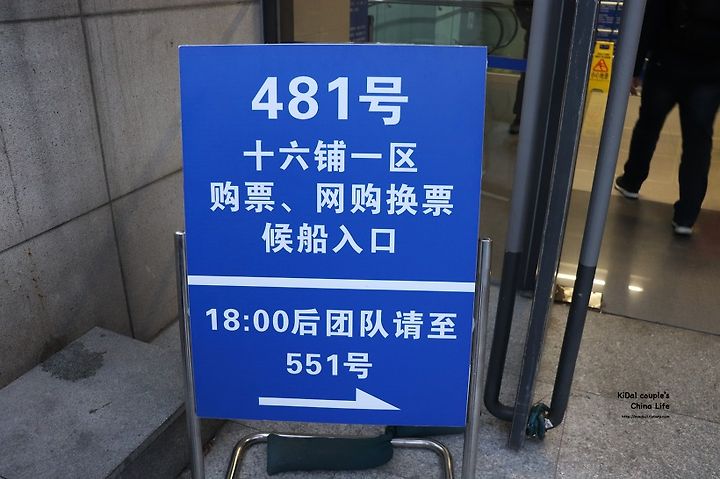 481号
十六铺一区
购票、网购换票
候船入口
18:00后团队请至
551号
KiDal couple's
China Life